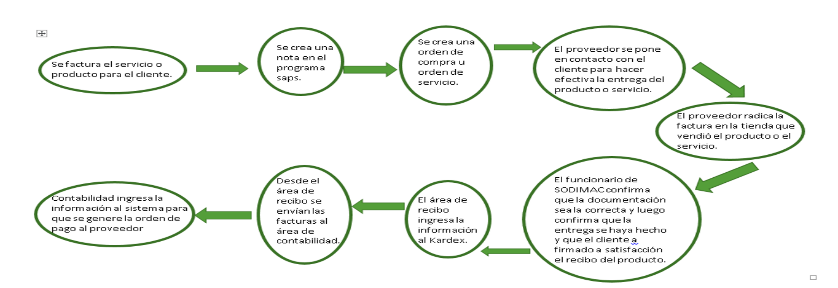 Se factura el servicio o
producto para el cliente.
Se crea una
nota en el
programa
saps.
Se crea una
orden de
compra u
orden de
servicio.
El proveedor se pone
en contacto con el
cliente para hacer
efectiva la entrega del
producto o servicio.
El proveedor radica la
factura en la tienda que
vendió el producto o el
servicio.
El funcionario de
SODIMAC confirma
que la documentación
sea la correcta y luego
confirma que la
entrega se haya hecho
y que el cliente a
firmado a satisfacción
el recibo del producto.
El área de
recibo
ingresa la
información
al Kardex.
Desde el
área de
recibo se
envían las
facturas al
área de
contabilidad.
Contabilidad ingresa la
información al sistema para
que se genere la orden de
pago al proveedor